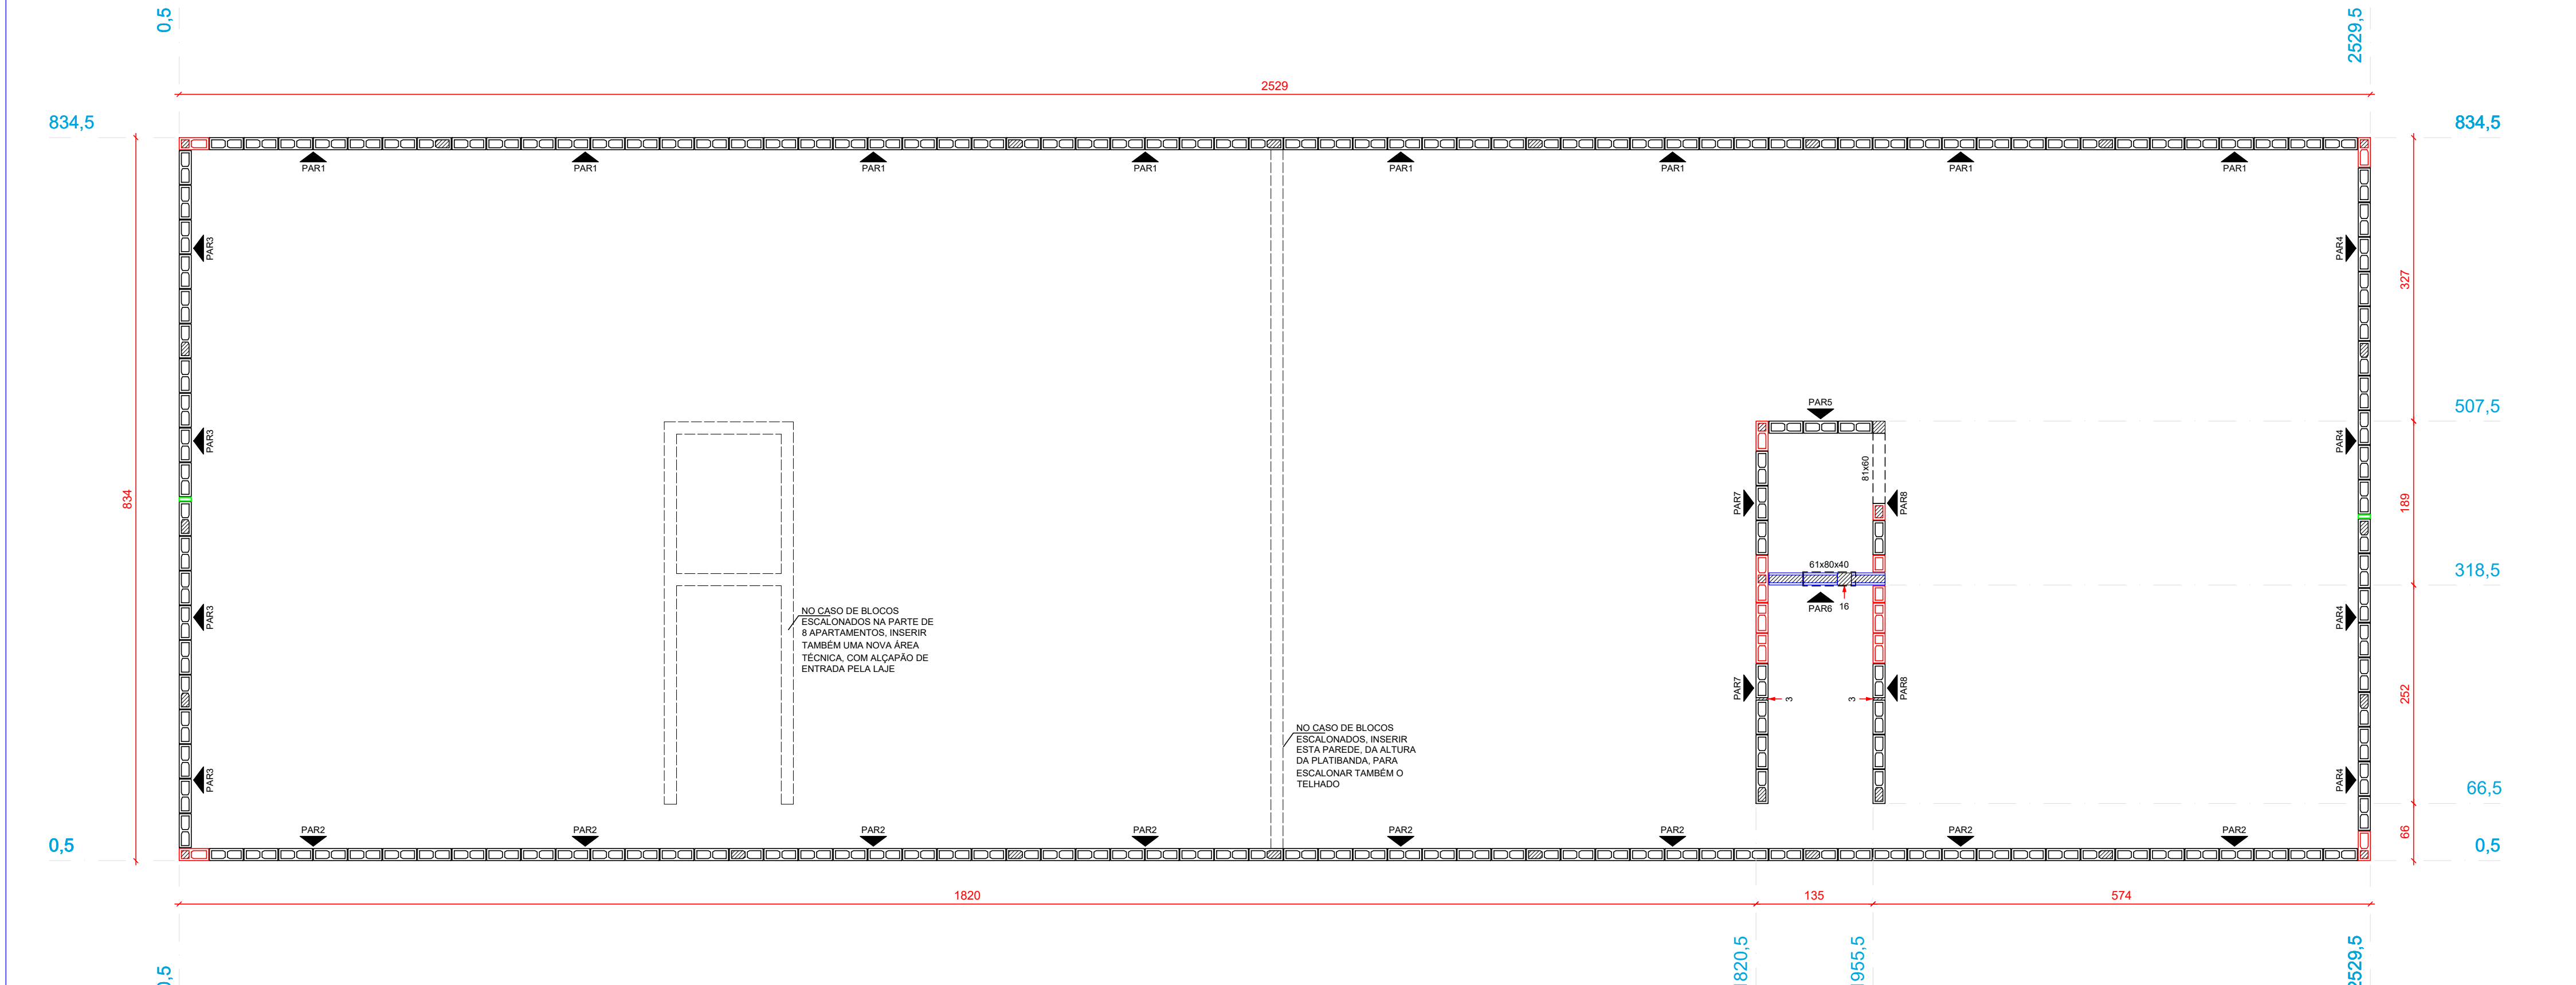 0,5
2529,5
2529
834,5
834,5
PAR1
PAR1
PAR1
PAR1
PAR1
PAR1
PAR1
PAR1
PAR3
PAR4
327
PAR5
507,5
PAR3
PAR4
81x60
834
PAR7
PAR8
189
61x80x40
318,5
PAR6
16
NO CASO DE BLOCOS
ESCALONADOS NA PARTE DE
8 APARTAMENTOS, INSERIR
TAMBÉM UMA NOVA ÁREA
TÉCNICA, COM ALÇAPÃO DE
ENTRADA PELA LAJE
PAR3
PAR4
PAR7
PAR8
3
3
252
NO CASO DE BLOCOS
ESCALONADOS, INSERIR
ESTA PAREDE, DA ALTURA
DA PLATIBANDA, PARA
ESCALONAR TAMBÉM O
TELHADO
PAR3
PAR4
66,5
66
PAR2
PAR2
PAR2
PAR2
PAR2
PAR2
PAR2
PAR2
0,5
0,5
1820
135
574
0,5
1820,5
1955,5
2529,5